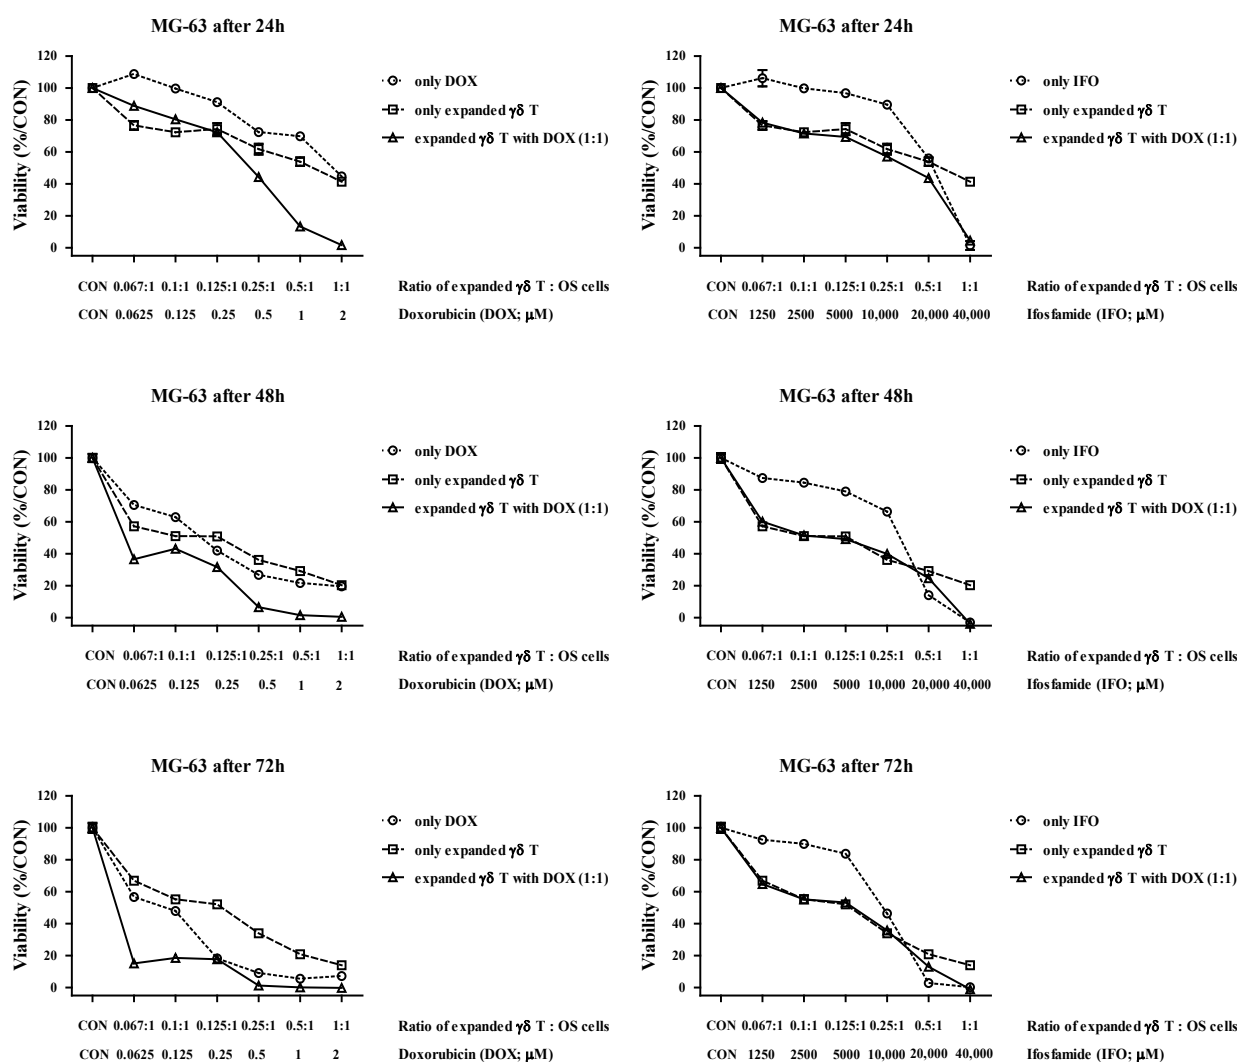 MG-63 after 24h
Viability (%/CON)
120
100
80
60
40
20
0
only DOX
only expanded γδ T
expanded γδ T with DOX (1:1)
CON 0.067:1 0.1:1 0.125:1 0.25:1 0.5:1 1:1 Ratio of expanded γδ T : OS cells
CON 0.0625 0.125 0.25 0.5 1 2 Doxorubicin (DOX; μM)
MG-63 after 24h
Viability (%/CON)
120
100
80
60
40
20
0
only IFO
only expanded γδ T
expanded γδ T with DOX (1:1)
CON 0.067:1 0.1:1 0.125:1 0.25:1 0.5:1 1:1 Ratio of expanded γδ T : OS cells
CON 1250 2500 5000 10,000 20,000 40,000 Ifosfamide (IFO; μM)
MG-63 after 48h
Viability (%/CON)
120
100
80
60
40
20
0
only DOX
only expanded γδ T
expanded γδ T with DOX (1:1)
CON 0.067:1 0.1:1 0.125:1 0.25:1 0.5:1 1:1 Ratio of expanded γδ T : OS cells
CON 0.0625 0.125 0.25 0.5 1 2 Doxorubicin (DOX; μM)
MG-63 after 48h
Viability (%/CON)
120
100
80
60
40
20
0
only IFO
only expanded γδ T
expanded γδ T with DOX (1:1)
CON 0.067:1 0.1:1 0.125:1 0.25:1 0.5:1 1:1 Ratio of expanded γδ T : OS cells
CON 1250 2500 5000 10,000 20,000 40,000 Ifosfamide (IFO; μM)
MG-63 after 72h
Viability (%/CON)
120
100
80
60
40
20
0
only DOX
only expanded γδ T
expanded γδ T with DOX (1:1)
CON 0.067:1 0.1:1 0.125:1 0.25:1 0.5:1 1:1 Ratio of expanded γδ T : OS cells
CON 0.0625 0.125 0.25 0.5 1 2 Doxorubicin (DOX; μM)
MG-63 after 72h
Viability (%/CON)
120
100
80
60
40
20
0
only IFO
only expanded γδ T
expanded γδ T with DOX (1:1)
CON 0.067:1 0.1:1 0.125:1 0.25:1 0.5:1 1:1 Ratio of expanded γδ T : OS cells
CON 1250 2500 5000 10,000 20,000 40,000 Ifosfamide (IFO; μM)